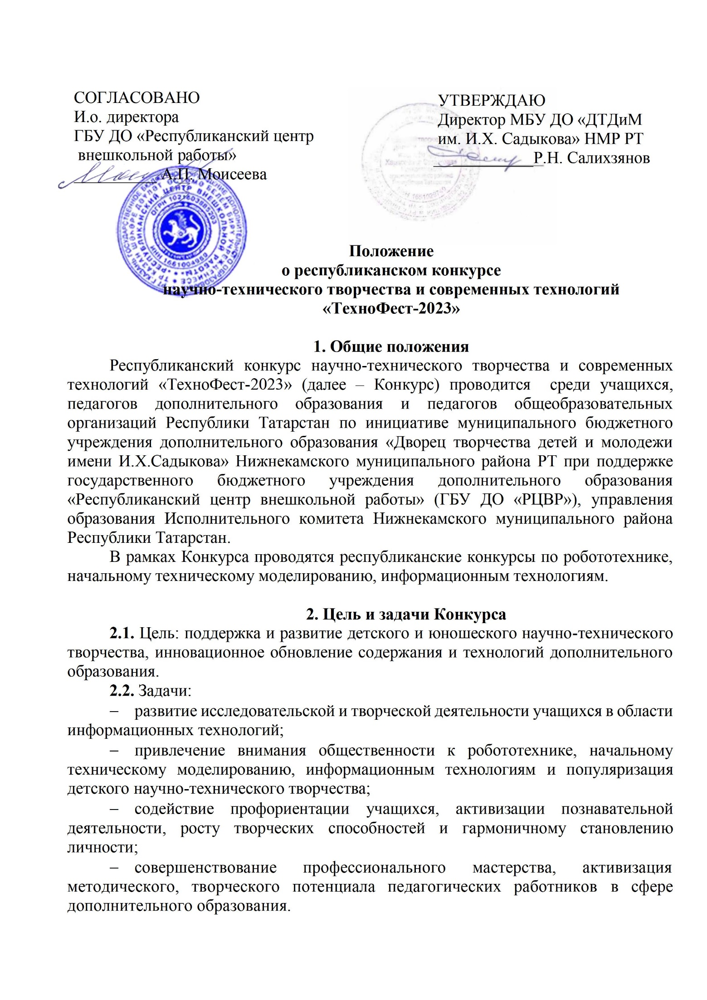 СОГЛАСОВАНО
И.о. директора
ГБУ ДО «Республиканский центр
внешкольной работы»
А.П. Моисеева
УТВЕРЖДАЮ
Директор МБУ ДО «ДТДиМ
им. И.Х. Садыкова» НМР РТ
Р.Н. Салихзянов
РЕСПУБЛИКАНСКИЙ ЦЕНТР ВНЕШКОЛЬНОЙ РАБОТЫ
ОГРН 1021603885203
ИНН 1661004969
Положение
о республиканском конкурсе
научно-технического творчества и современных технологий
«ТехноФест-2023»
1. Общие положения
Республиканский конкурс научно-технического творчества и современных
технологий «ТехноФест-2023» (далее – Конкурс) проводится среди учащихся,
педагогов дополнительного образования и педагогов общеобразовательных
организаций Республики Татарстан по инициативе муниципального бюджетного
учреждения дополнительного образования «Дворец творчества детей и молодежи
имени И.Х.Садыкова» Нижнекамского муниципального района РТ при поддержке
государственного бюджетного учреждения дополнительного образования
«Республиканский центр внешкольной работы» (ГБУ ДО «РЦВР»), управления
образования Исполнительного комитета Нижнекамского муниципального района
Республики Татарстан.
В рамках Конкурса проводятся республиканские конкурсы по робототехнике,
начальному техническому моделированию, информационным технологиям.
2. Цель и задачи Конкурса
2.1. Цель: поддержка и развитие детского и юношеского научно-технического
творчества, инновационное обновление содержания и технологий дополнительного
образования.
2.2. Задачи:
– развитие исследовательской и творческой деятельности учащихся в области
информационных технологий;
– привлечение внимания общественности к робототехнике, начальному
техническому моделированию, информационным технологиям и популяризация
детского научно-технического творчества;
– содействие профориентации учащихся, активизации познавательной
деятельности, росту творческих способностей и гармоничному становлению
личности;
– совершенствование профессионального мастерства, активизация
методического, творческого потенциала педагогических работников в сфере
дополнительного образования.